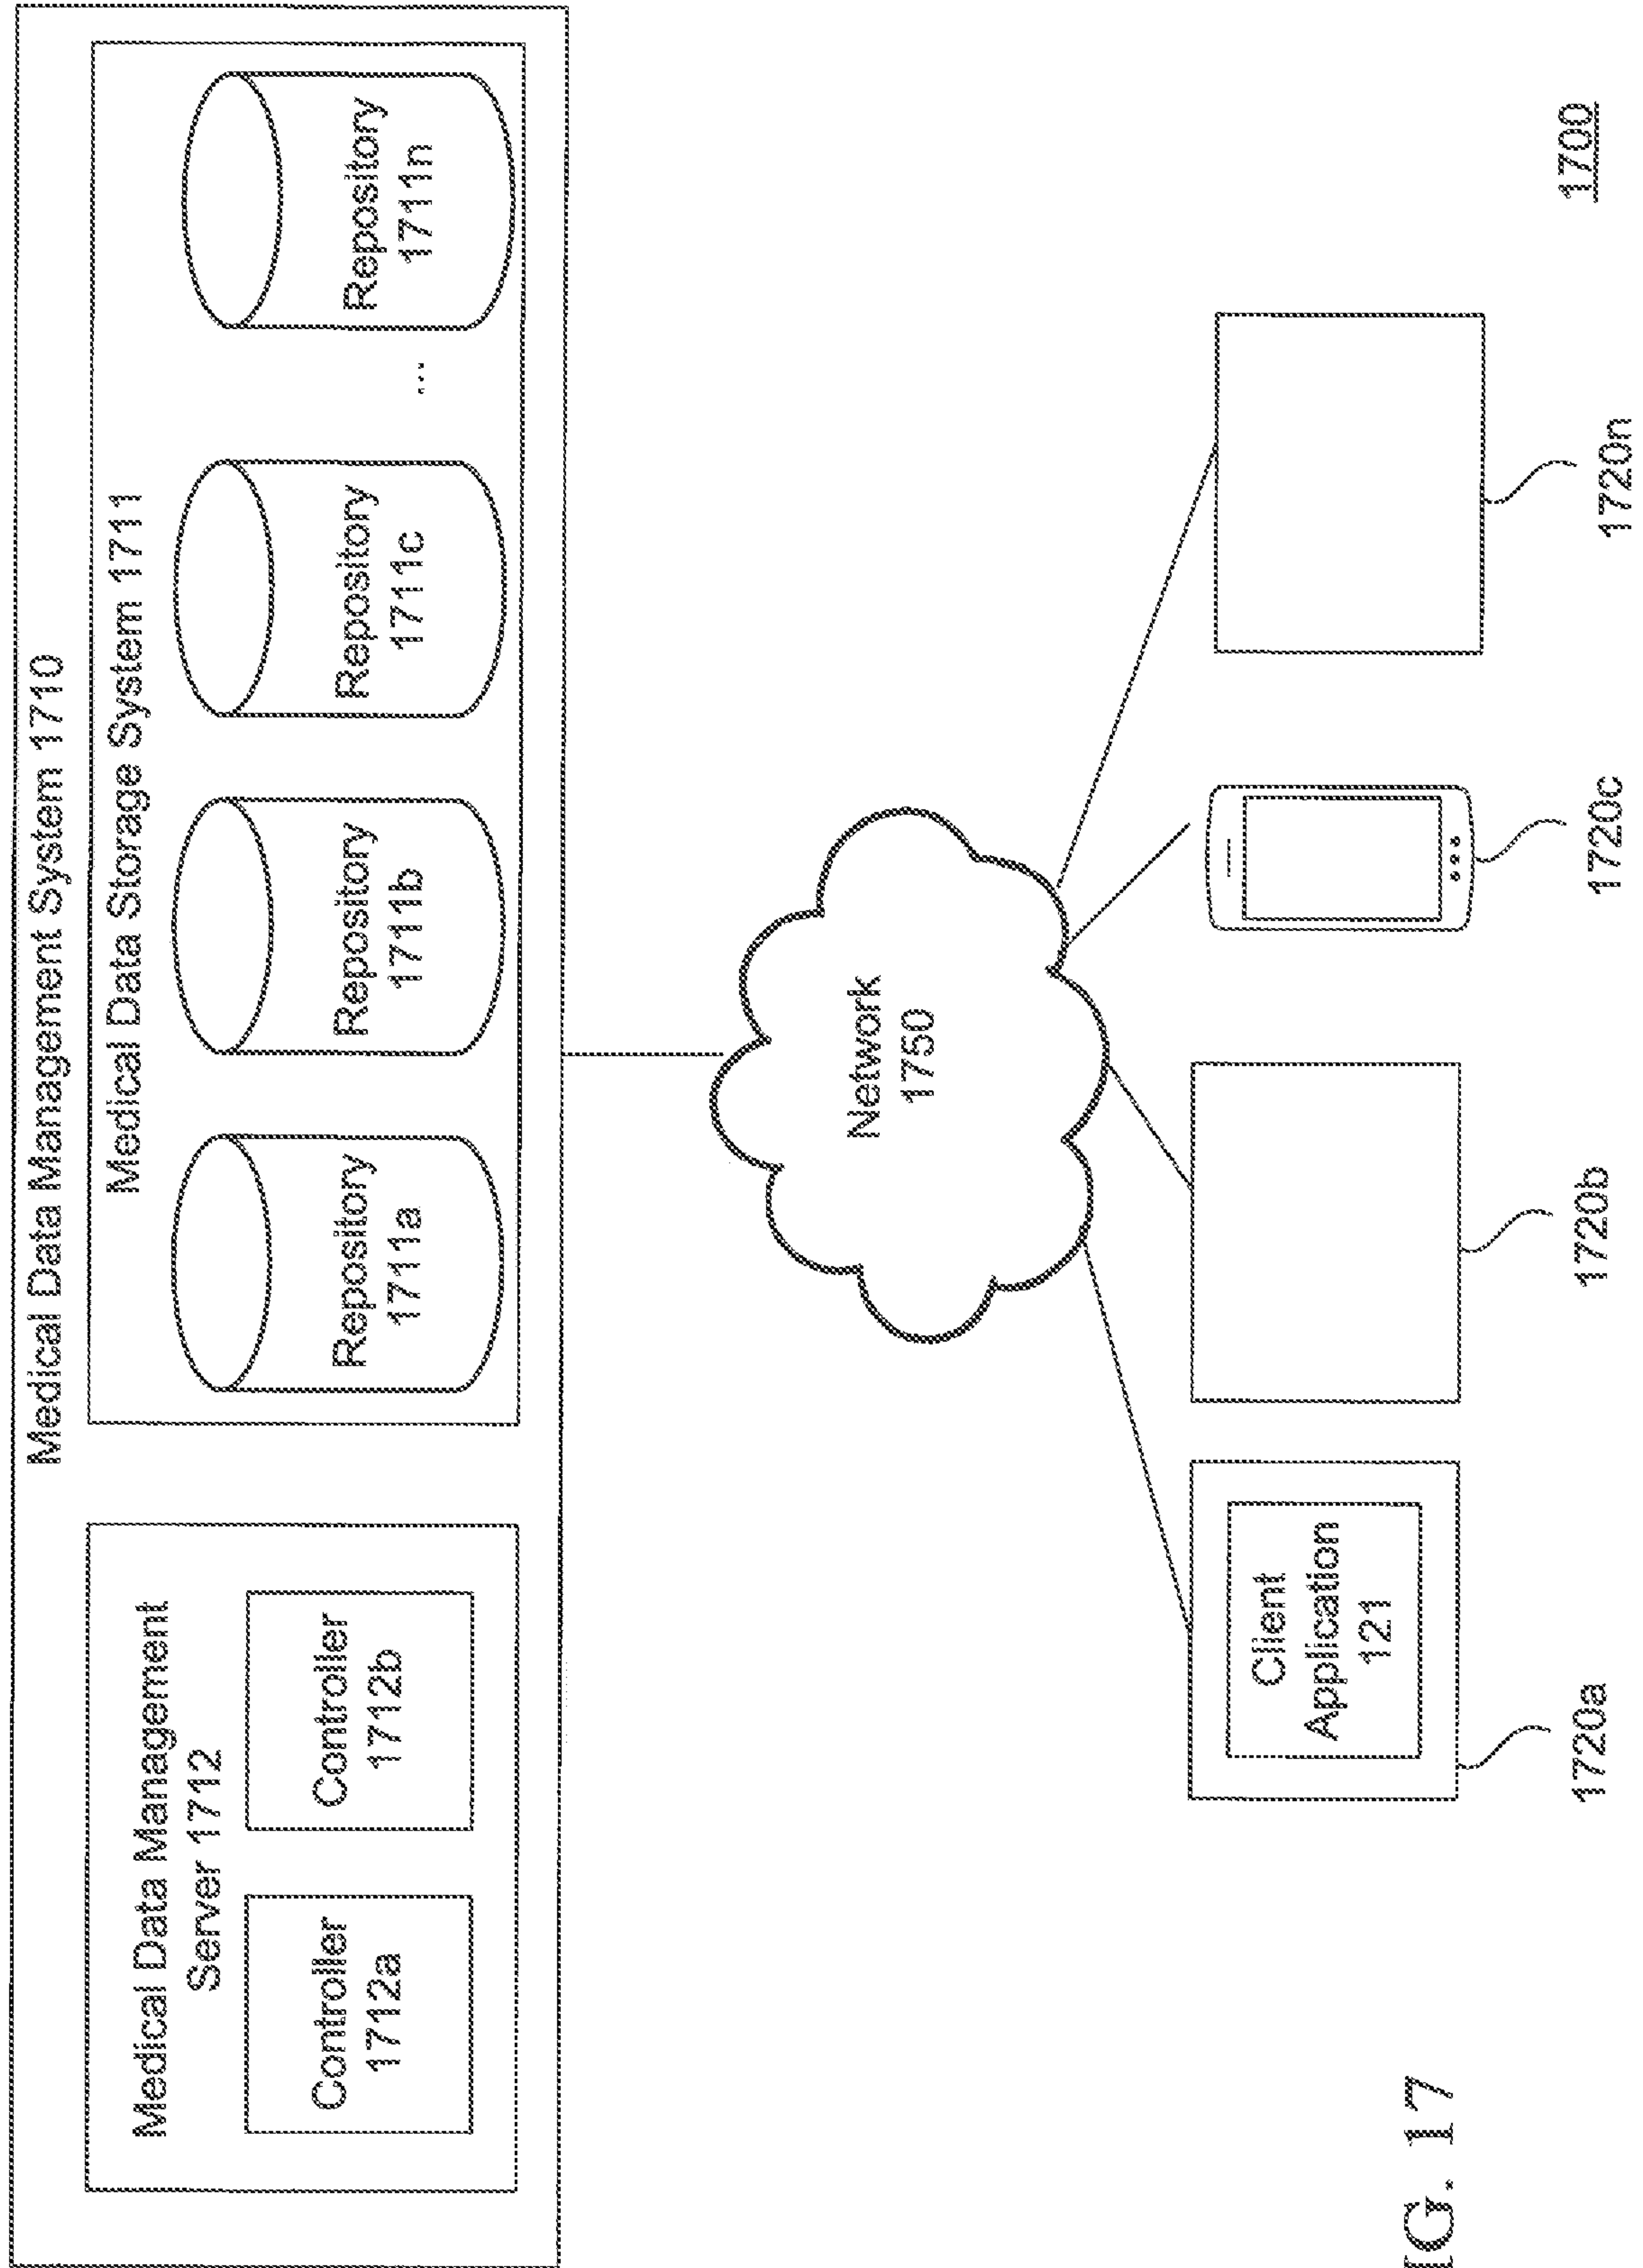 Medical Data Management System 1710
Medical Data Management
Server 1712
Controller
1712a
Controller
1712b
Medical Data Storage System 1711
Repository
1711a
Repository
1711b
Repository
1711c
...
Repository
1711n
Network
1750
Client
Application
121
1720a
1720b
1720c
1720n
1700
IG. 17